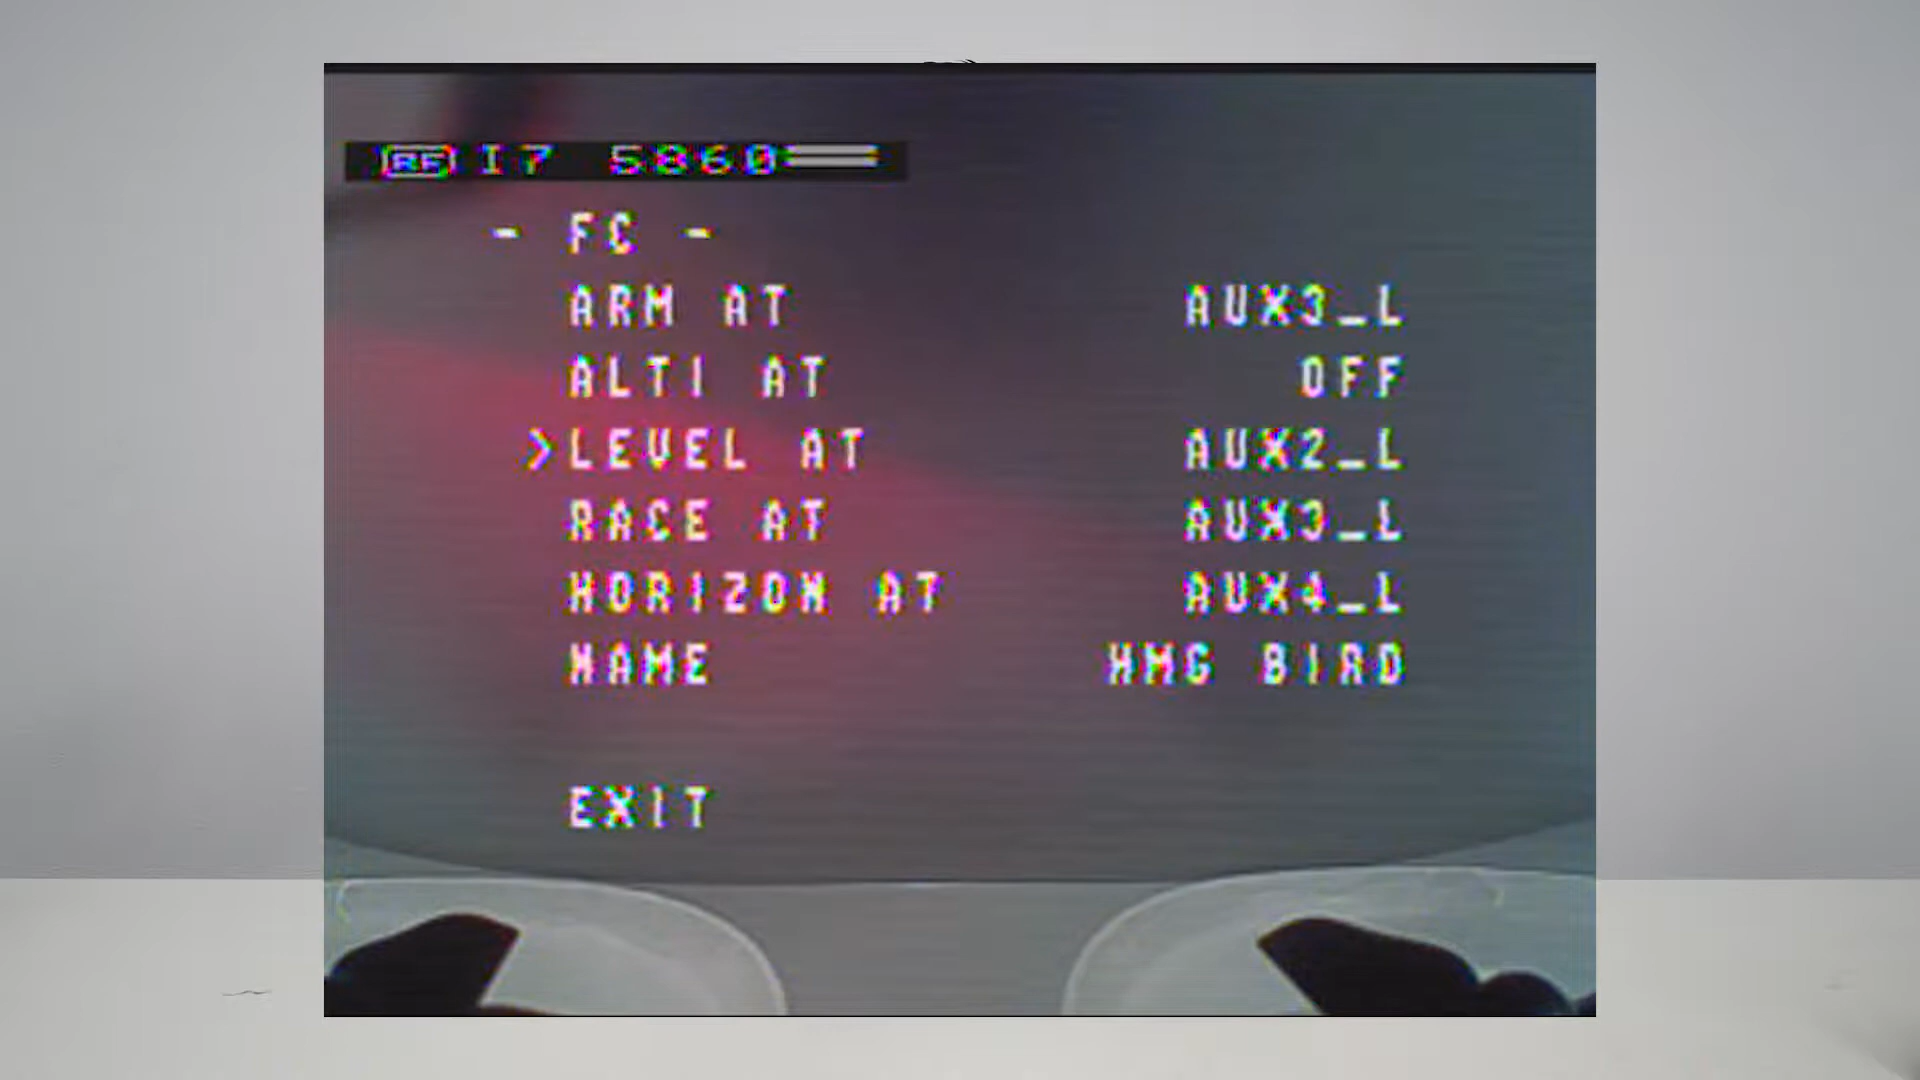 RF I7 5860
- FC -
ARM AT AUX3_L
ALTI AT OFF
>LEVEL AT AUX2_L
RACE AT AUX3_L
HORIZON AT AUX4_L
NAME HMG BIRD
EXIT